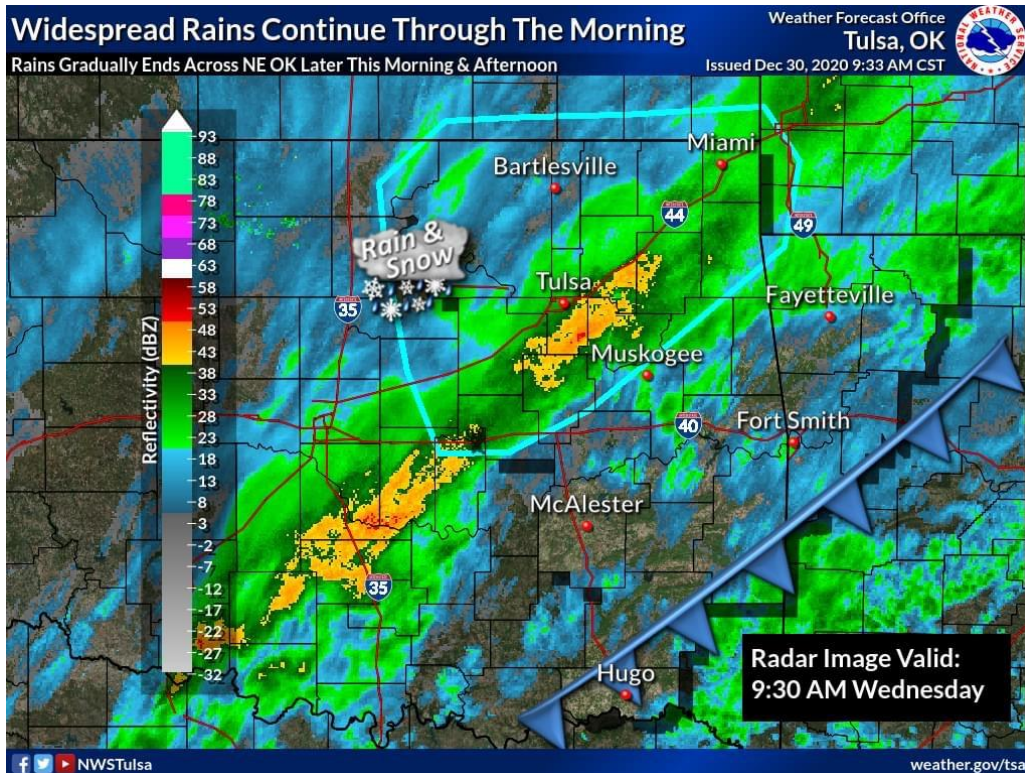 Widespread Rains Continue Through The Morning
Rains Gradually Ends Across NE OK Later This Morning & Afternoon
Weather Forecast Office
Tulsa, OK
Issued Dec 30, 2020 9:33 AM CST
NATIONAL WEATHER SERVICE
Reflectivity (dBZ)
93
88
83
78
73
68
63
58
53
48
43
38
33
28
23
18
13
8
-3
-2
-7
-12
-17
-22
-27
-32
Miami
Bartlesville
44
49
Rain &
Snow
35
Tulsa
Fayetteville
Muskogee
40
Fort Smith
McAlester
35
Hugo
Radar Image Valid:
9:30 AM Wednesday
NWSTulsa
weather.gov/tsa